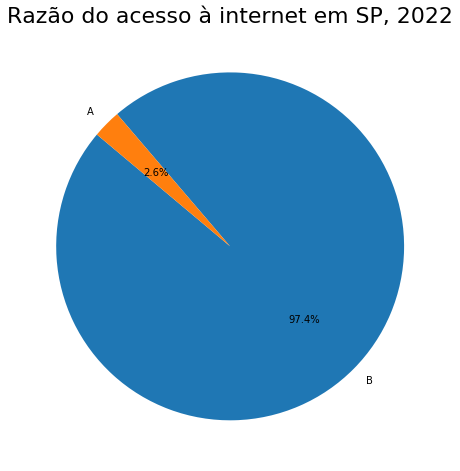 Razão do acesso à internet em SP, 2022
A
2.6%
97.4%
B